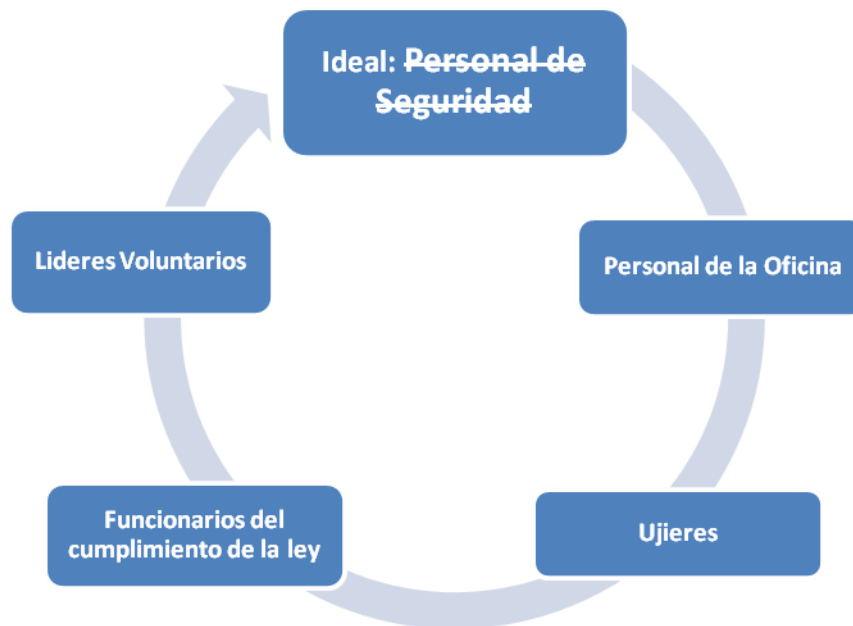 Ideal: Personal de
Seguridad
Personal de la Oficina
Ujieres
Funcionarios del
cumplimiento de la ley
Lideres Voluntarios